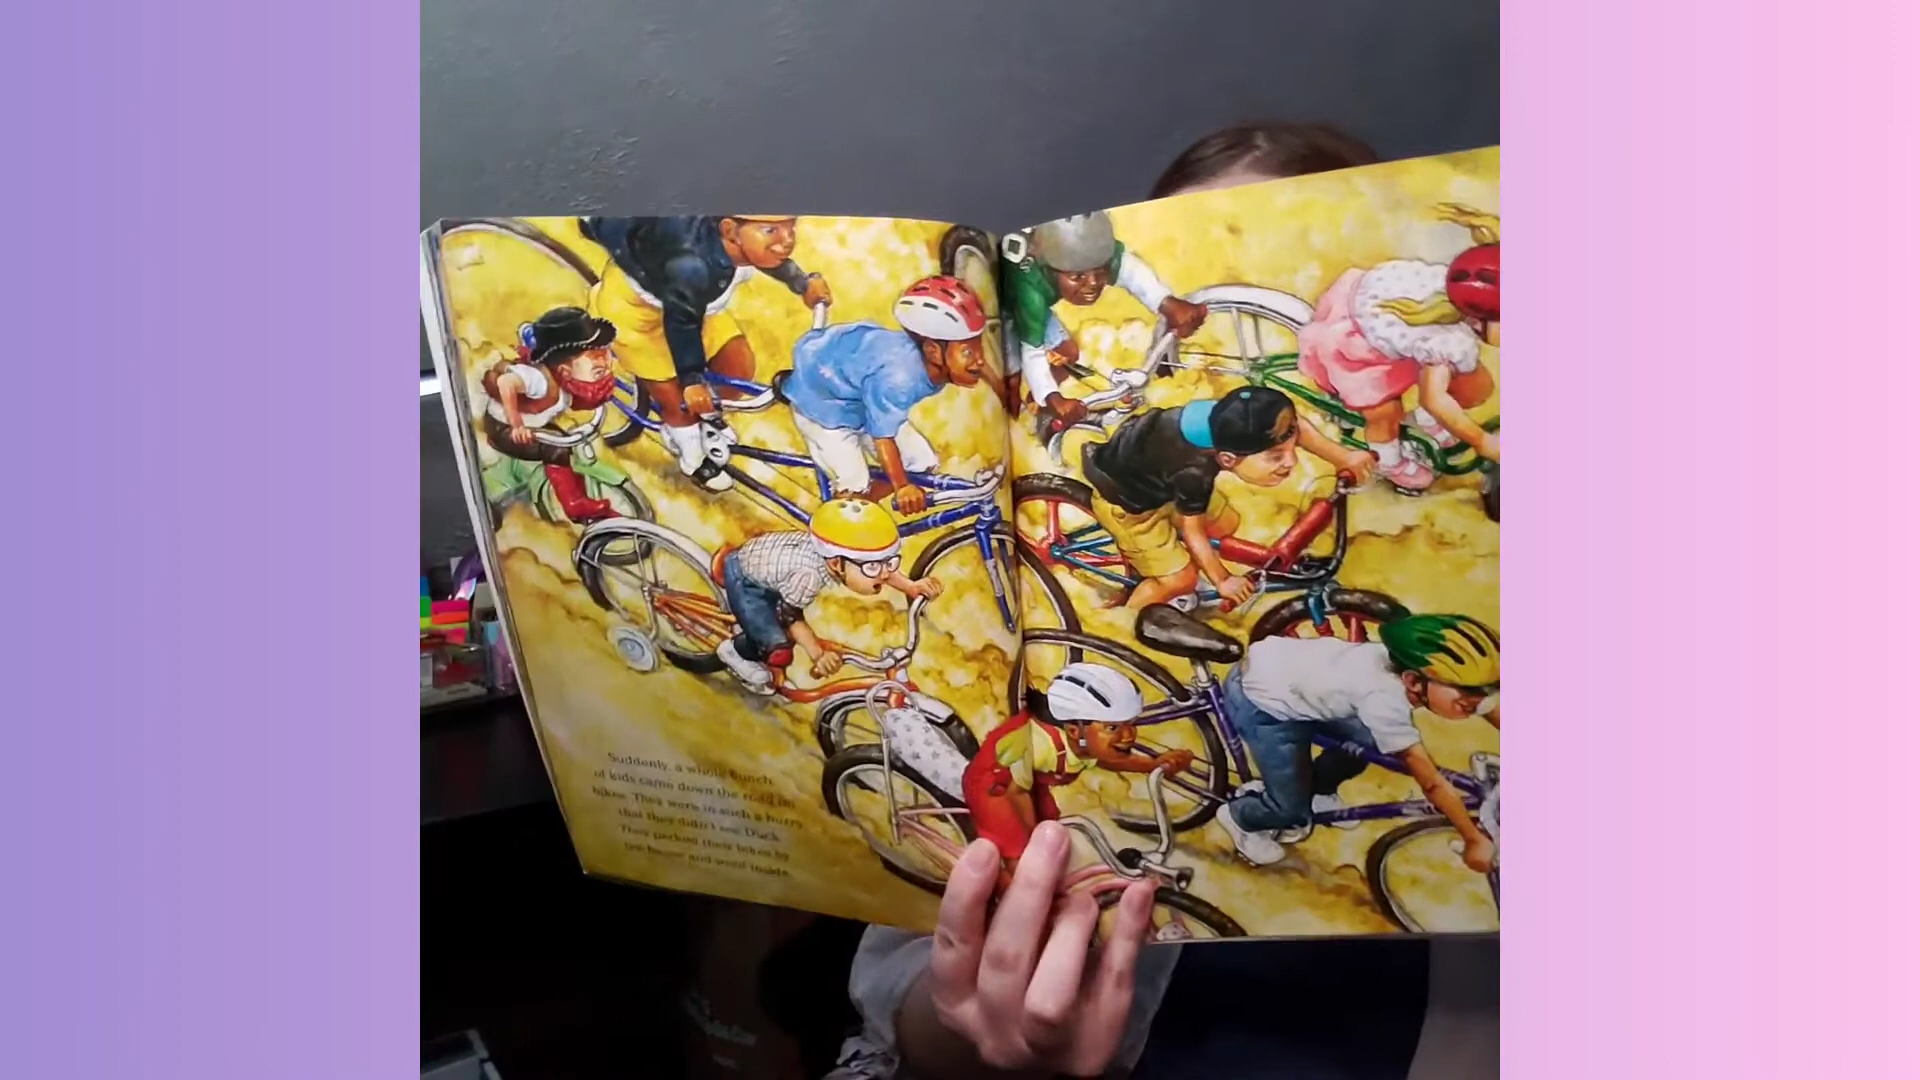 Suddenly, a whole bunch
of kids came down the road on
bikes. They were in such a hurry
that they didn't see Duck.
They parked their bikes by
the house and went inside.